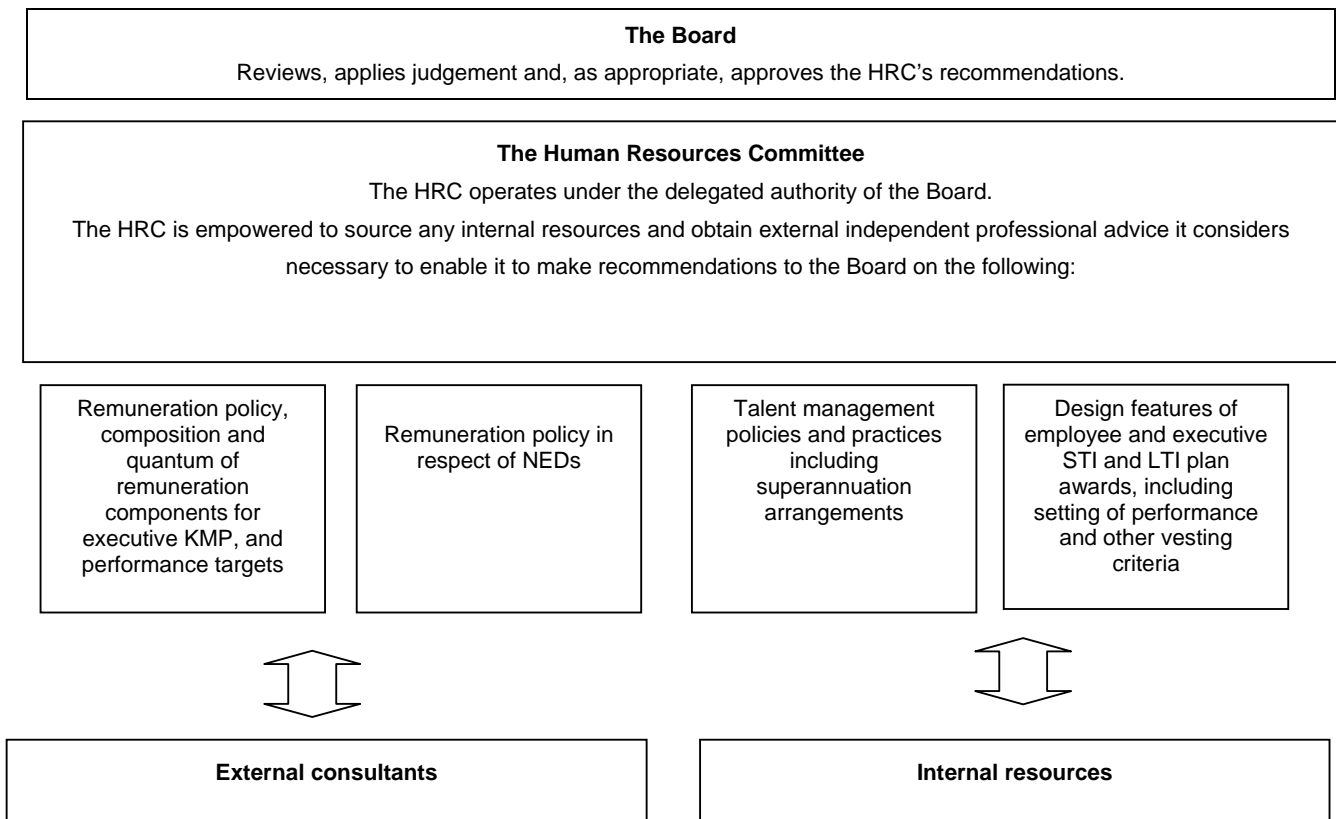 The Board
Reviews, applies judgement and, as appropriate, approves the HRC's recommendations.
The Human Resources Committee
The HRC operates under the delegated authority of the Board.
The HRC is empowered to source any internal resources and obtain external independent professional advice it considers
necessary to enable it to make recommendations to the Board on the following:
Remuneration policy,
composition and
quantum of
remuneration
components for
executive KMP, and
performance targets
Remuneration policy in
respect of NEDs
Talent management
policies and practices
including
superannuation
arrangements
Design features of
employee and executive
STI and LTI plan
awards, including
setting of performance
and other vesting
criteria
External consultants
Internal resources